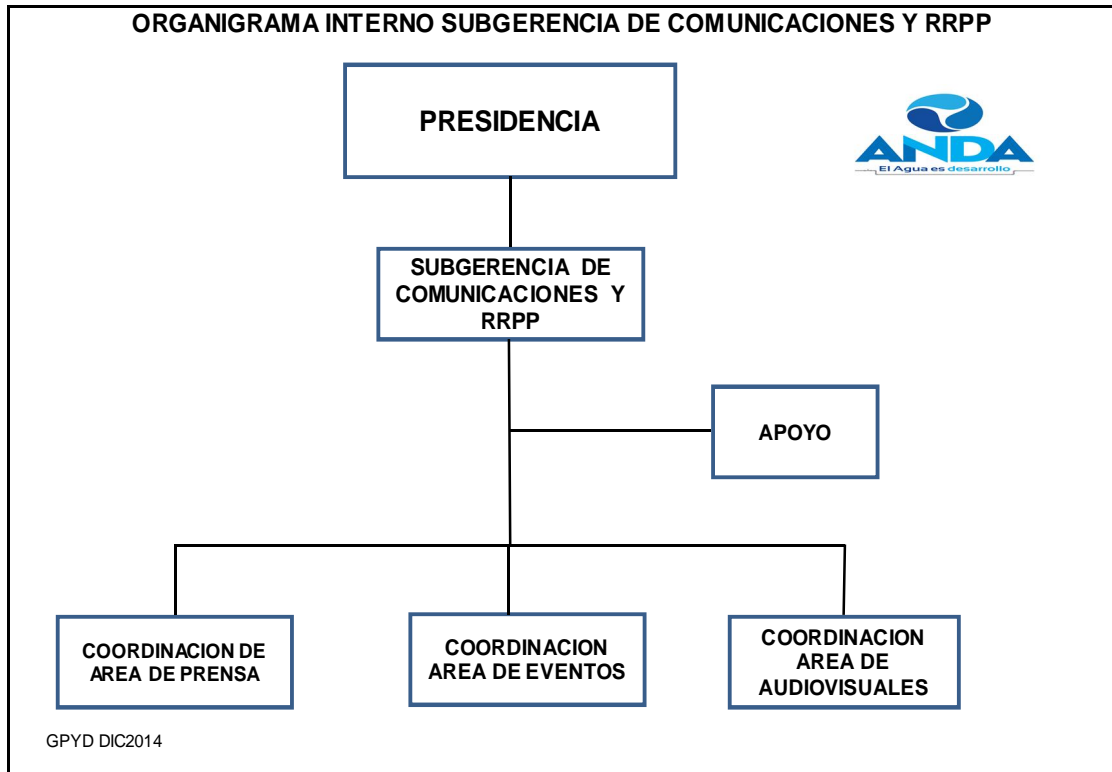 ORGANIGRAMA INTERNO SUBGERENCIA DE COMUNICACIONES Y RRPP
PRESIDENCIA
ANDA
El Agua es desarrollo
SUBGERENCIA DE
COMUNICACIONES Y
RRPP
APOYO
COORDINACION DE
AREA DE PRENSA
COORDINACION
AREA DE EVENTOS
COORDINACION
AREA DE
AUDIOVISUALES
GPYD DIC2014